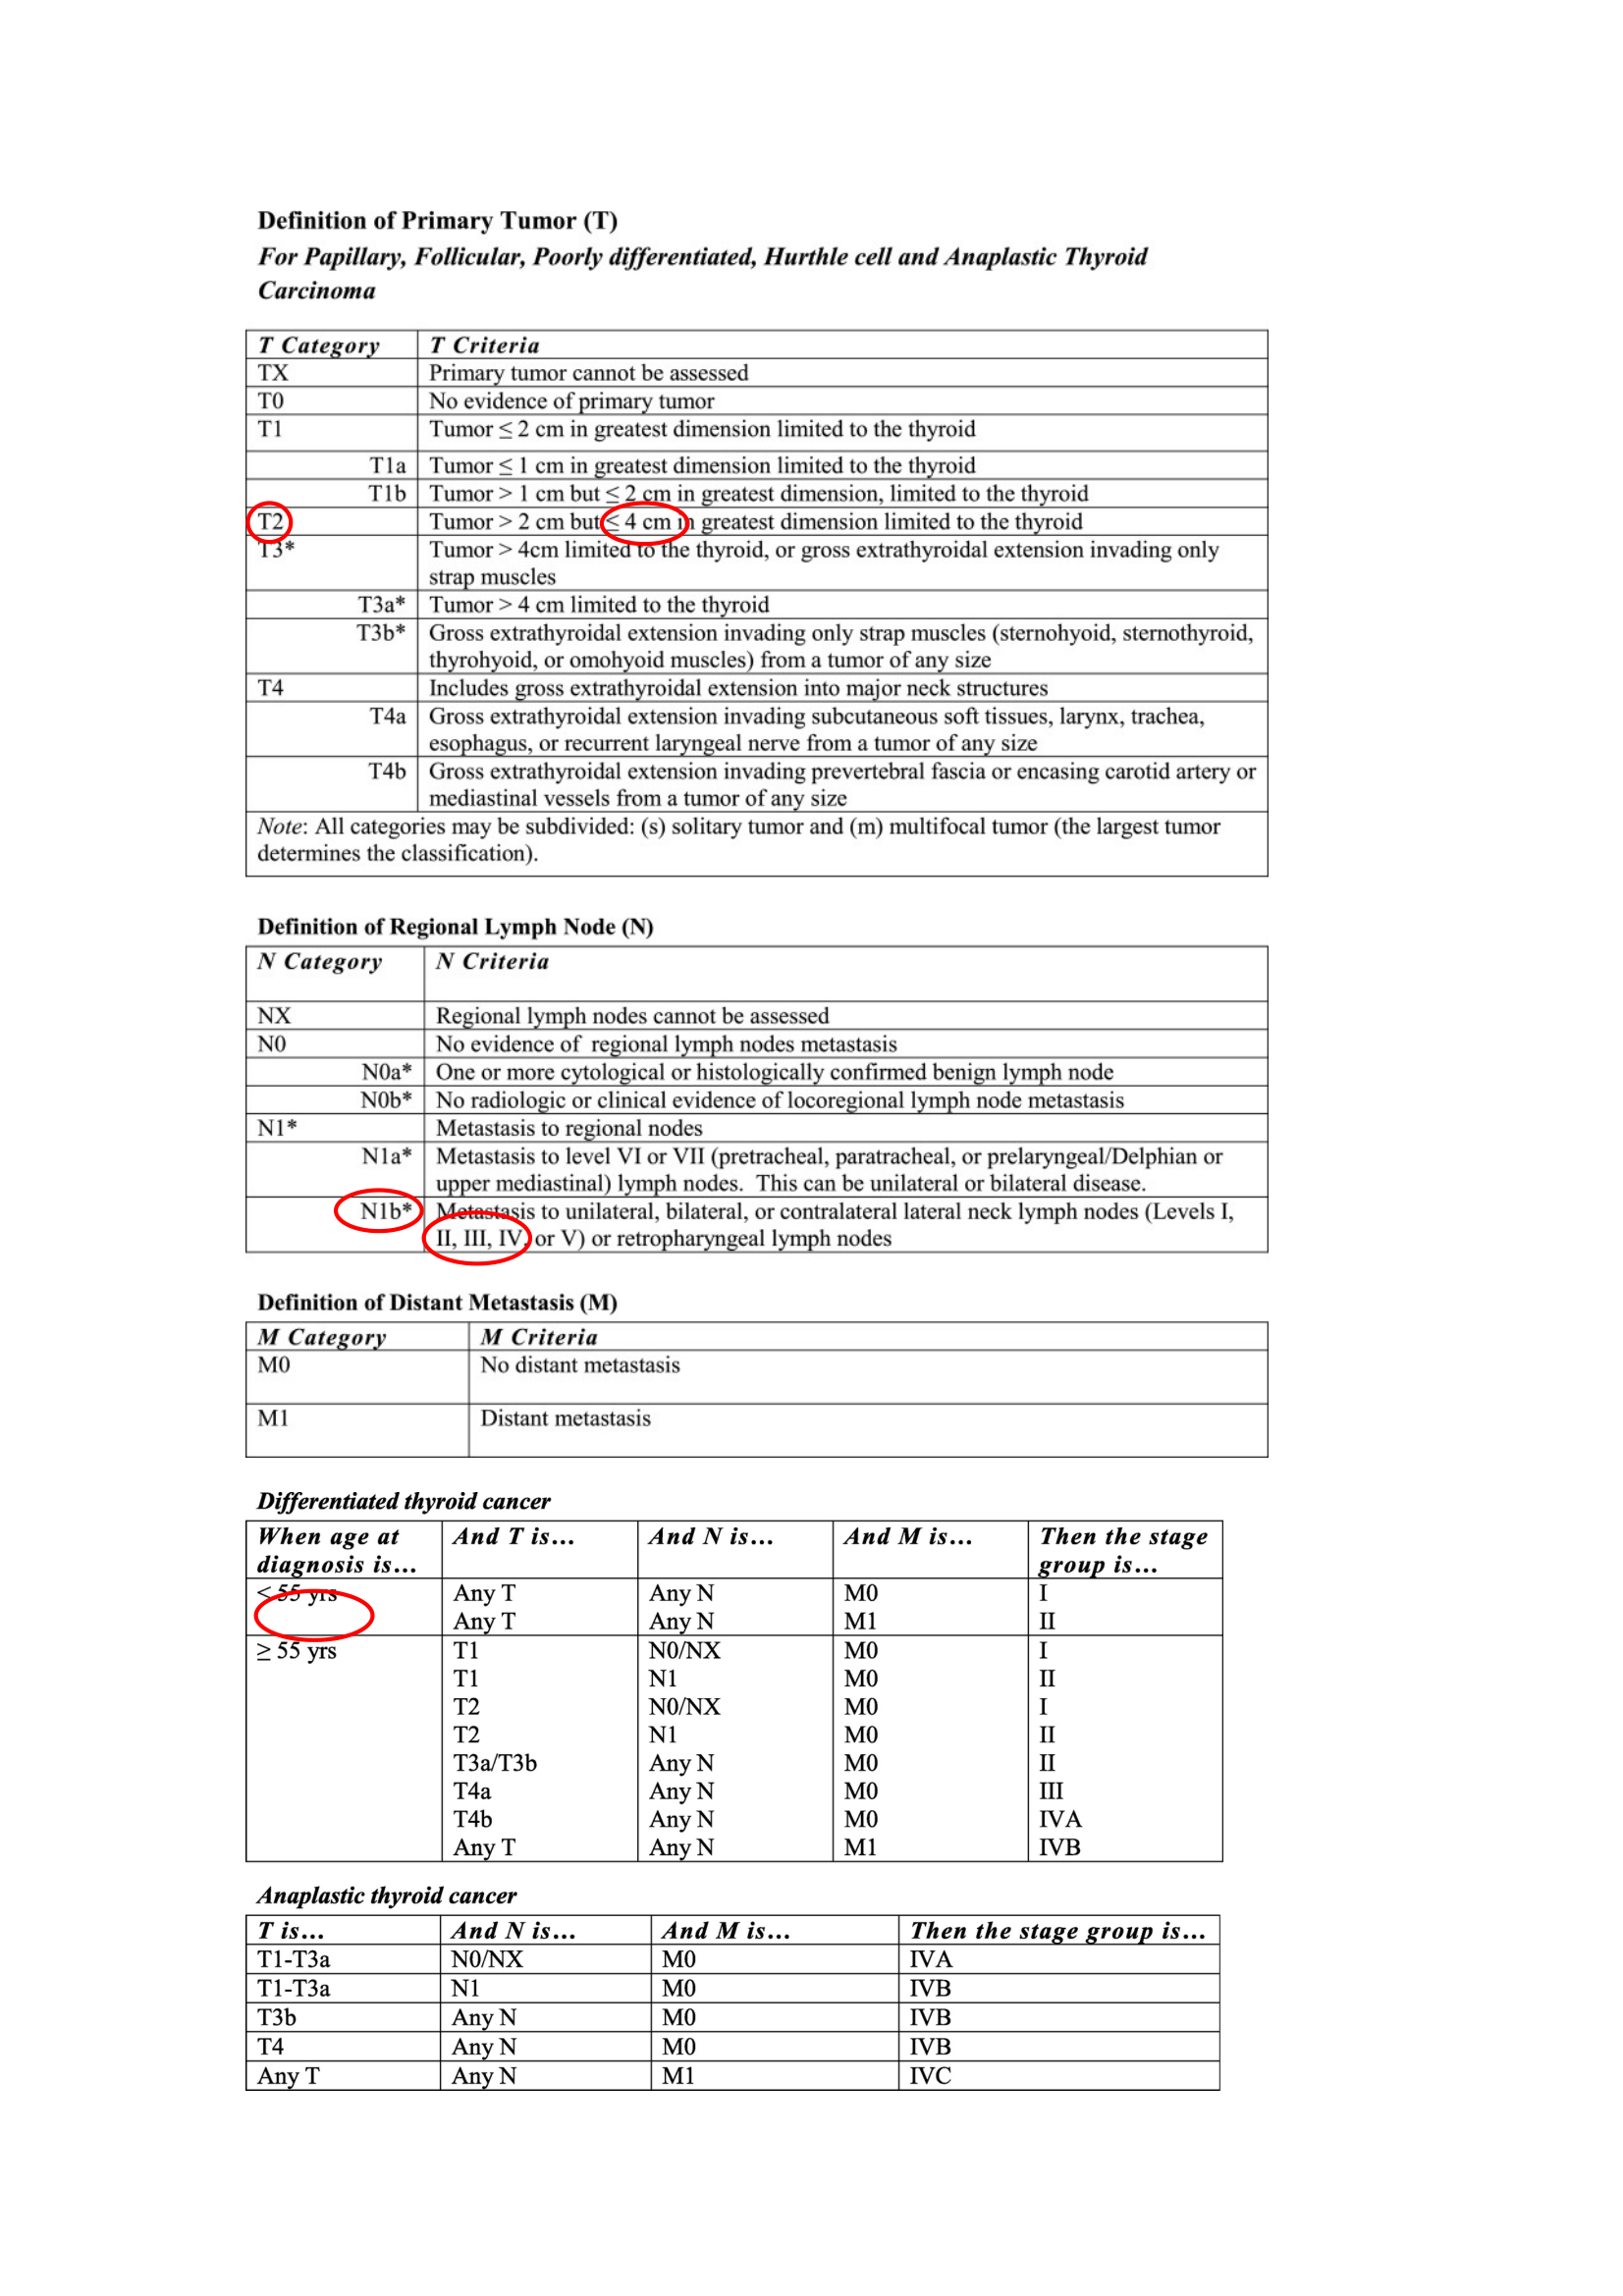 Definition of Primary Tumor (T)
For Papillary, Follicular, Poorly differentiated, Hurthle cell and Anaplastic Thyroid
Carcinoma
T Category T Criteria
TX Primary tumor cannot be assessed
T0 No evidence of primary tumor
T1 Tumor ≤ 2 cm in greatest dimension limited to the thyroid
T1a Tumor ≤ 1 cm in greatest dimension limited to the thyroid
T1b Tumor > 1 cm but ≤ 2 cm in greatest dimension, limited to the thyroid
T2 Tumor > 2 cm but ≤ 4 cm in greatest dimension limited to the thyroid
T3* Tumor > 4cm limited to the thyroid, or gross extrathyroidal extension invading only
strap muscles
T3a* Tumor > 4 cm limited to the thyroid
T3b* Gross extrathyroidal extension invading only strap muscles (sternohyoid, sternothyroid,
thyrohyoid, or omohyoid muscles) from a tumor of any size
T4 Includes gross extrathyroidal extension into major neck structures
T4a Gross extrathyroidal extension invading subcutaneous soft tissues, larynx, trachea,
esophagus, or recurrent laryngeal nerve from a tumor of any size
T4b Gross extrathyroidal extension invading prevertebral fascia or encasing carotid artery or
mediastinal vessels from a tumor of any size
Note: All categories may be subdivided: (s) solitary tumor and (m) multifocal tumor (the largest tumor
determines the classification).
Definition of Regional Lymph Node (N)
N Category N Criteria
NX Regional lymph nodes cannot be assessed
N0 No evidence of regional lymph nodes metastasis
N0a* One or more cytological or histologically confirmed benign lymph node
N0b* No radiologic or clinical evidence of locoregional lymph node metastasis
N1* Metastasis to regional nodes
N1a* Metastasis to level VI or VII (pretracheal, paratracheal, or prelaryngeal/Delphian or
upper mediastinal) lymph nodes. This can be unilateral or bilateral disease.
N1b* Metastasis to unilateral, bilateral, or contralateral lateral neck lymph nodes (Levels I,
II, III, IV, or V) or retropharyngeal lymph nodes
Definition of Distant Metastasis (M)
M Category M Criteria
M0 No distant metastasis
M1 Distant metastasis
Differentiated thyroid cancer
When age at And T is... And N is... And M is... Then the stage
diagnosis is... group is...
< 55 yrs Any T Any N M0 I
Any T Any N M1 II
≥ 55 yrs T1 N0/NX M0 I
T1 N1 M0 II
T2 N0/NX M0 I
T2 N1 M0 II
T3a/T3b Any N M0 II
T4a Any N M0 III
T4b Any N M0 IVA
Any T Any N M1 IVB
Anaplastic thyroid cancer
T is... And N is... And M is... Then the stage group is...
T1-T3a N0/NX M0 IVA
T1-T3a N1 M0 IVB
T3b Any N M0 IVB
T4 Any N M0 IVB
Any T Any N M1 IVC